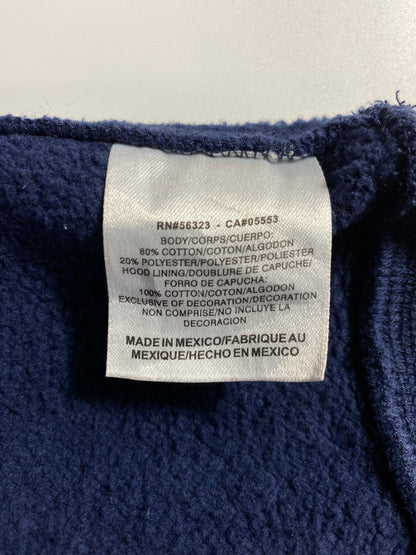 RN#56323 - CA#05553
BODY/CORPS/CUERPO:
80% COTTON/COTON/ALGODON
20% POLYESTER/POLYESTER/POLIESTER
HOOD LINING/DOUBLURE DE CAPUCHE/
FORRO DE CAPUCHA:
100% COTTON/COTON/ALGODON
EXCLUSIVE OF DECORATION/DECORATION
NON COMPRISE/NO INCLUYE LA
DECORACION
MADE IN MEXICO/FABRIQUE AU
MEXIQUE/HECHO EN MEXICO